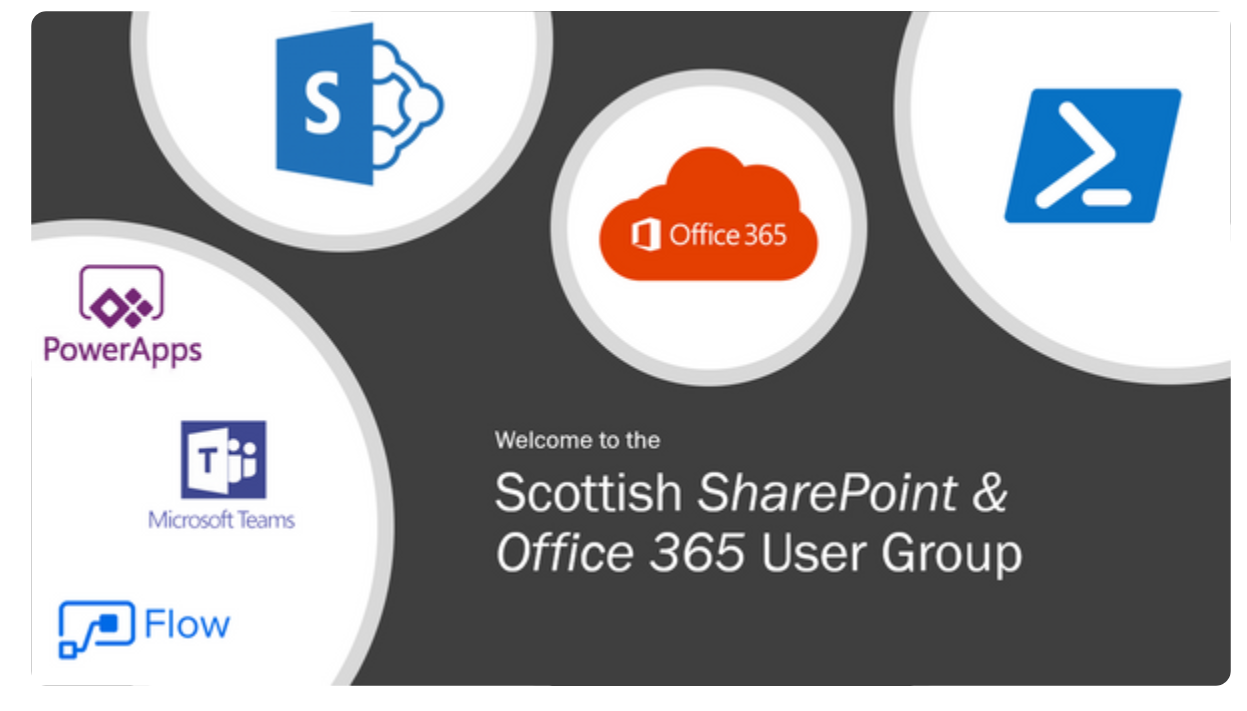 S
Office 365
PowerApps
T
Microsoft Teams
Welcome to the
Scottish SharePoint &
Office 365 User Group
Flow